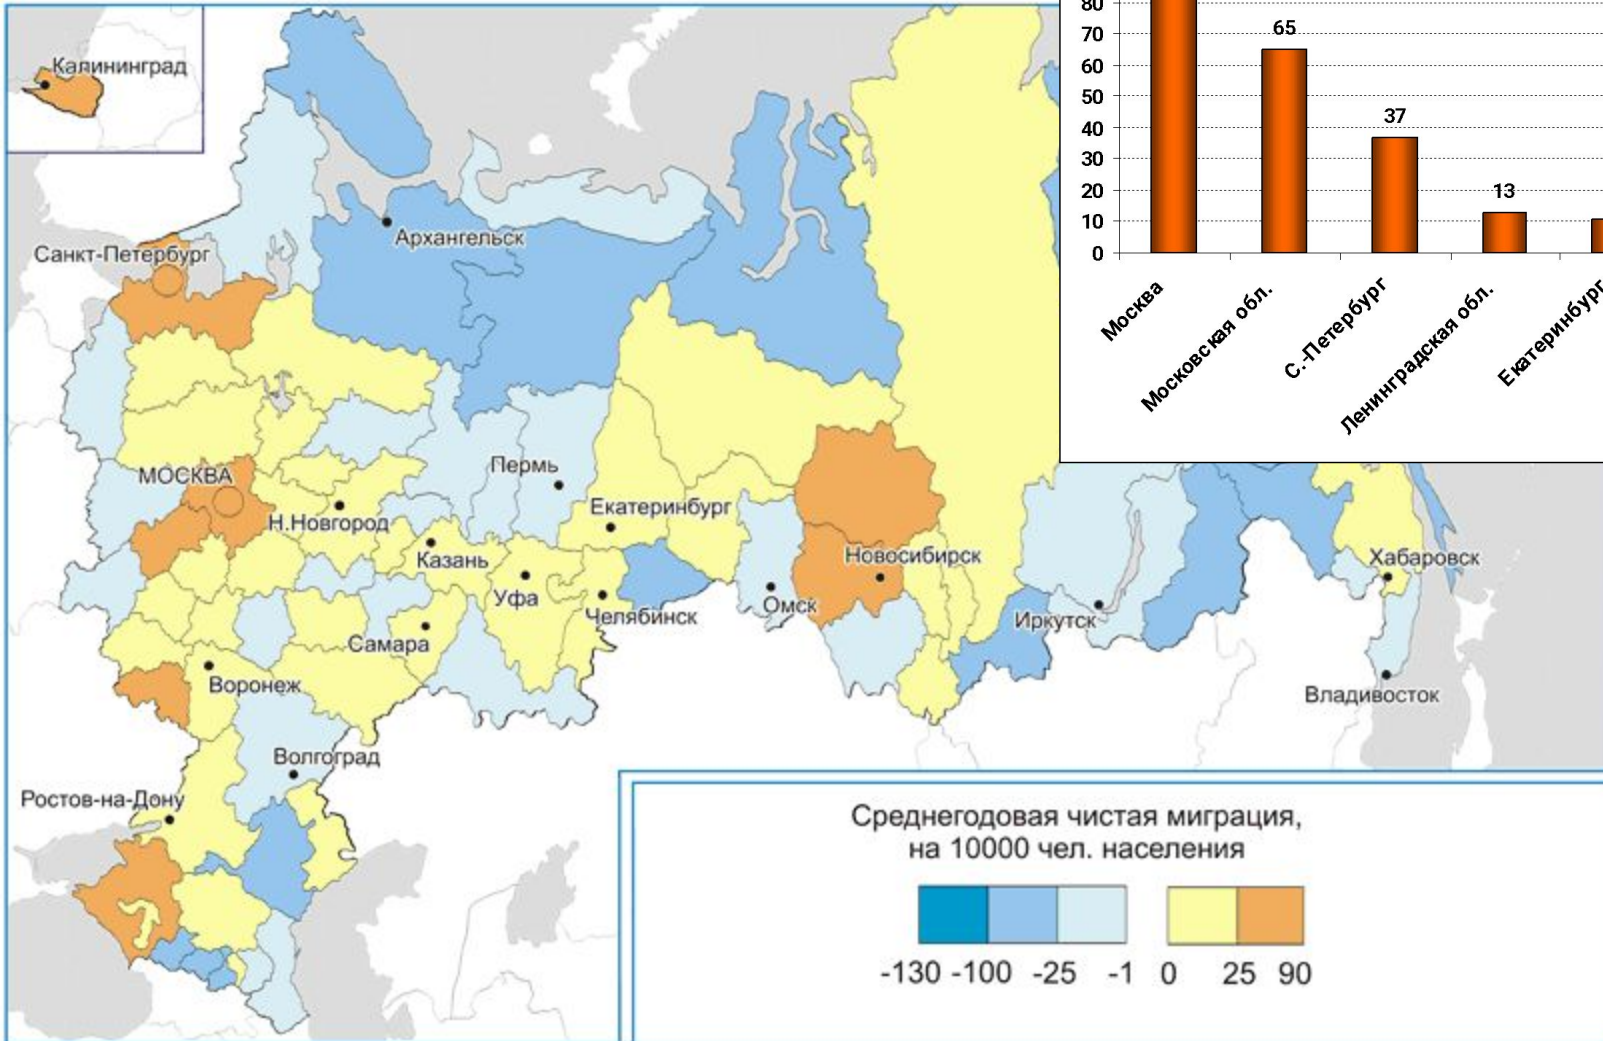 Калининград
80
70
60
50
40
30
20
10
0
65
37
13
Москва
Московская обл.
С.-Петербург
Ленинградская обл.
Екатеринбург
Архангельск
Санкт-Петербург
МОСКВА
Пермь
Н.Новгород
Екатеринбург
Казань
Новосибирск
Хабаровск
Уфа
Челябинск
Омск
Иркутск
Самара
Воронеж
Владивосток
Волгоград
Ростов-на-Дону
Среднегодовая чистая миграция,
на 10000 чел. населения
-130 -100 -25 -1 0 25 90